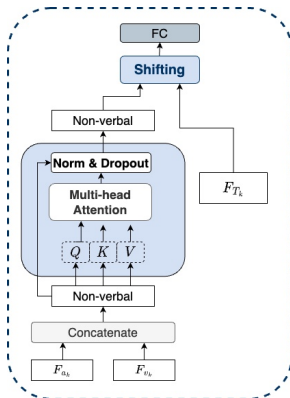 FC
Shifting
Non-verbal
Norm & Dropout
Multi-head
Attention
F_{T_k}
Q K V
Non-verbal
Concatenate
F_{a_k} F_{v_k}